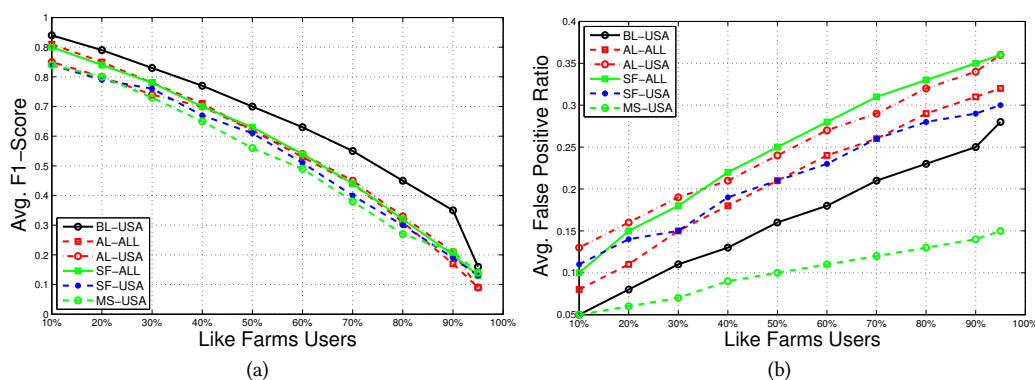 0.9
0.8
0.7
0.6
0.5
0.4
0.3
0.2
0.1
0
Avg. F1−Score
BL−USA
AL−ALL
AL−USA
SF−ALL
SF−USA
MS−USA
10% 20% 30% 40% 50% 60% 70% 80% 90% 100%
Like Farms Users
(a)
0.4
0.35
0.3
0.25
0.2
0.15
0.1
0.05
Avg. False Positive Ratio
BL−USA
AL−ALL
AL−USA
SF−ALL
SF−USA
MS−USA
10% 20% 30% 40% 50% 60% 70% 80% 90% 100%
Like Farms Users
(b)